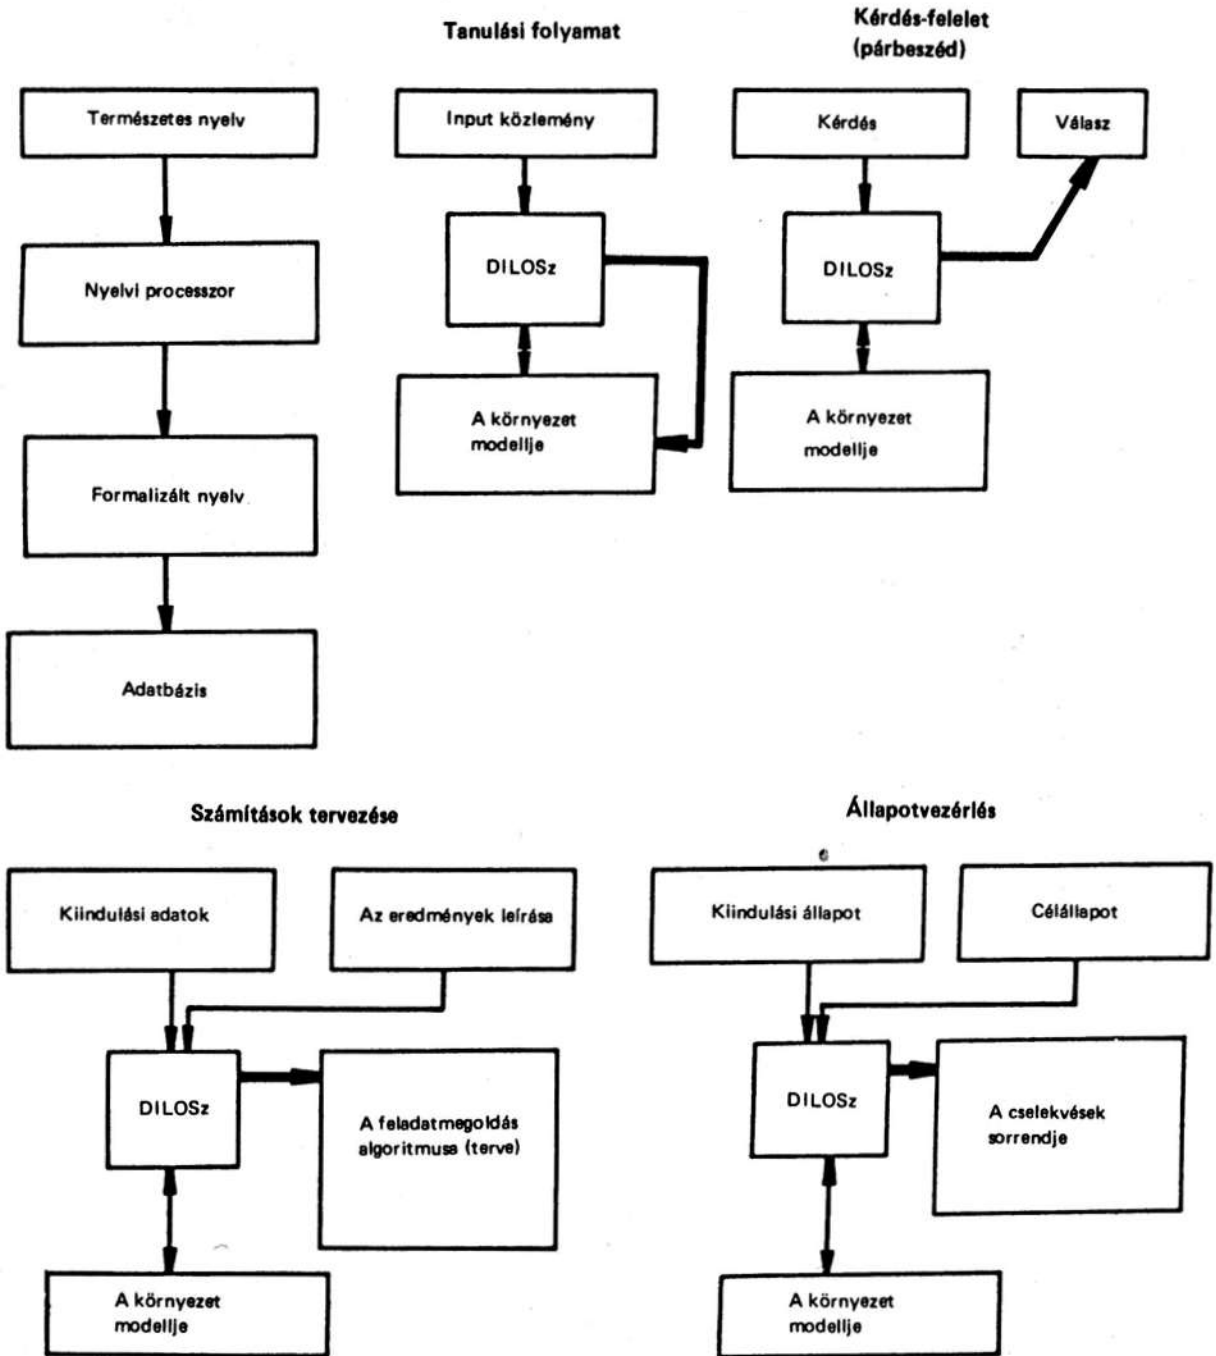 Tanulási folyamat
Kérdés-felelet
(párbeszéd)
Természetes nyelv
Input közlemény
Kérdés
Válasz
Nyelvi processzor
DILOSz
DILOSz
A környezet
modellje
A környezet
modellje
Formalizált nyelv
Adatbázis
Számítások tervezése
Állapotvezérlés
Kiindulási adatok
Az eredmények leírása
Kiindulási állapot
Célállapot
DILOSz
A feladatmegoldás
algoritmusa (terve)
DILOSz
A cselekvések
sorrendje
A környezet
modellje
A környezet
modellje